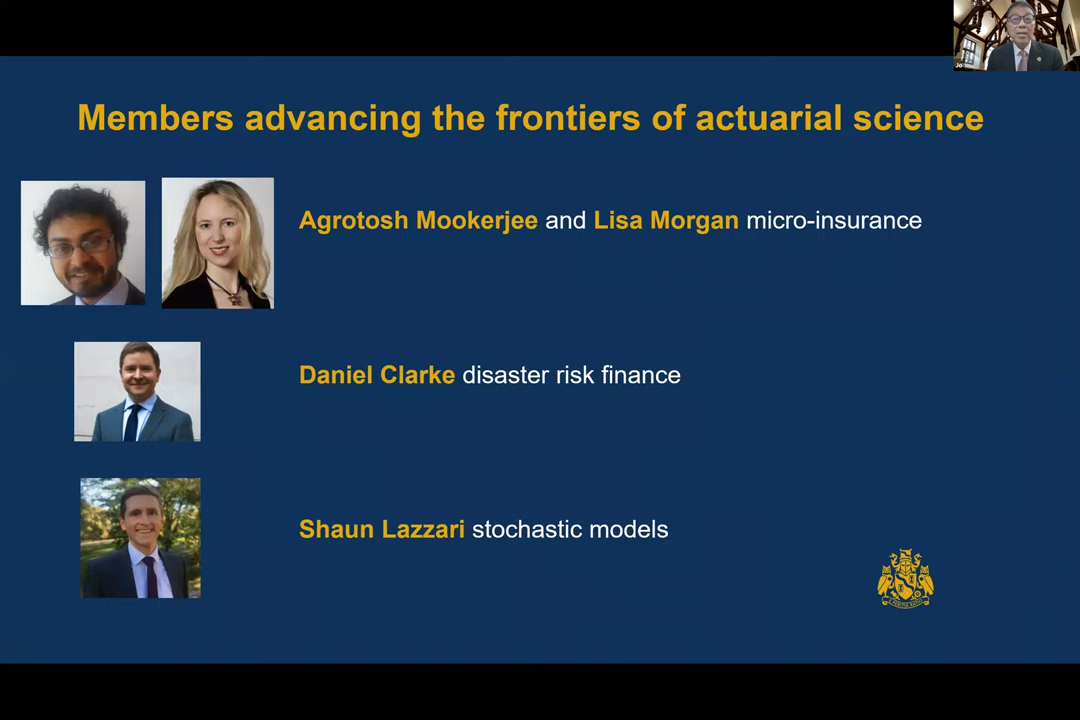 Members advancing the frontiers of actuarial science
Agrotosh Mookerjee and Lisa Morgan micro-insurance
Daniel Clarke disaster risk finance
Shaun Lazzari stochastic models